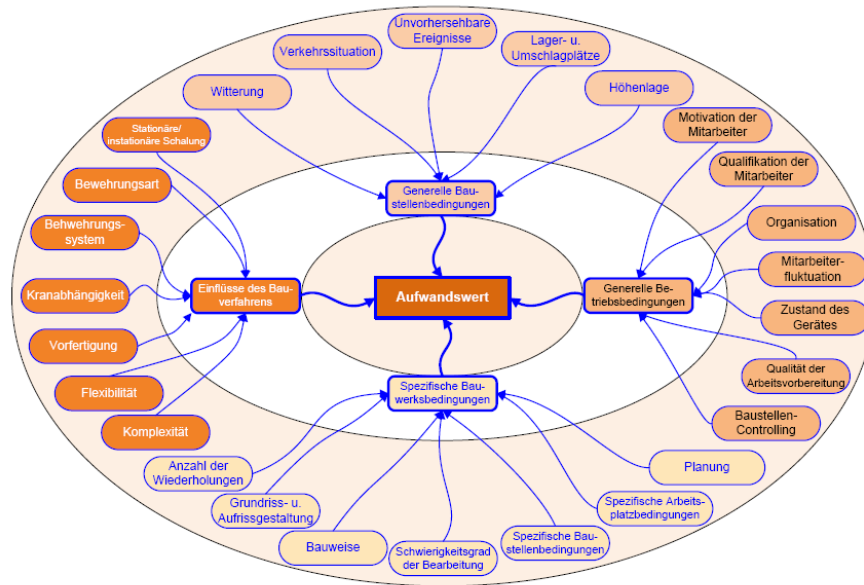 Unvorhersehbare
Ereignisse
Verkehrssituation
Lager- u.
Umschlagplätze
Witterung
Höhenlage
Stationäre/
instationäre Schalung
Motivation der
Mitarbeiter
Bewehrungsart
Generelle Bau-
stellenbedingungen
Qualifikation der
Mitarbeiter
Behwehrungs-
system
Organisation
Kranabhängigkeit
Einflüsse des Bau-
verfahrens
Aufwandswert
Generelle Be-
triebsbedingungen
Mitarbeiter-
fluktuation
Zustand des
Gerätes
Vorfertigung
Qualität der
Arbeitsvorbereitung
Flexibilität
Spezifische Bau-
werksbedingungen
Komplexität
Baustellen-
Controlling
Anzahl der
Wiederholungen
Planung
Grundriss- u.
Aufrissgestaltung
Spezifische Arbeits-
platzbedingungen
Bauweise
Schwierigkeitsgrad
der Bearbeitung
Spezifische Bau-
stellenbedingungen